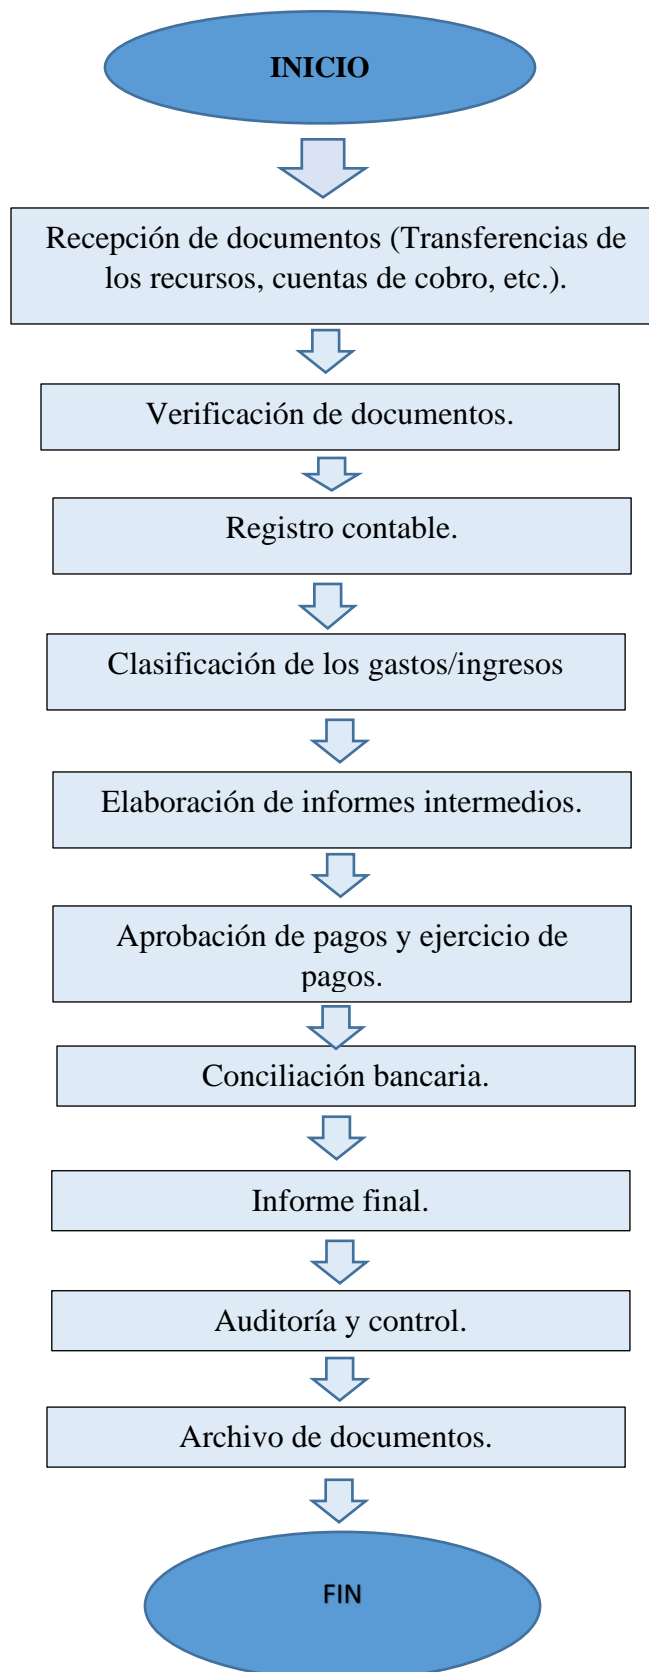 INICIO
Recepción de documentos (Transferencias de
los recursos, cuentas de cobro, etc.).
Verificación de documentos.
Registro contable.
Clasificación de los gastos/ingresos
Elaboración de informes intermedios.
Aprobación de pagos y ejercicio de
pagos.
Conciliación bancaria.
Informe final.
Auditoría y control.
Archivo de documentos.
FIN